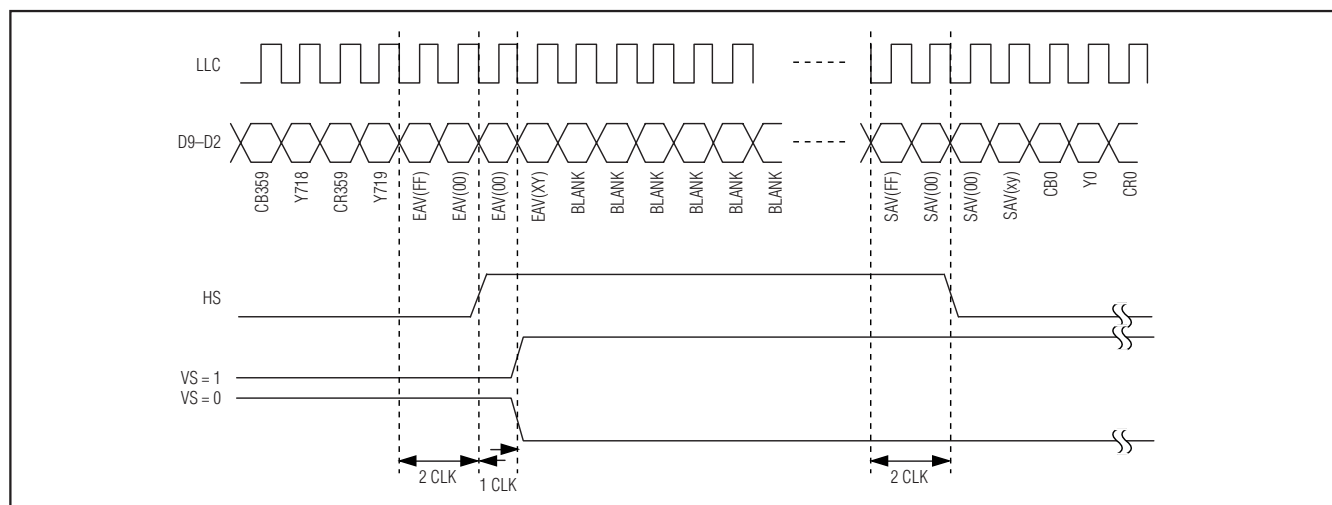 LLC
D9–D2
CB359
Y718
CR359
Y719
EAV(FF)
EAV(00)
EAV(00)
EAV(XY)
BLANK
BLANK
BLANK
BLANK
BLANK
BLANK
SAV(FF)
SAV(00)
SAV(00)
SAV(xy)
CB0
Y0
CR0
HS
VS = 1
VS = 0
2 CLK
1 CLK
2 CLK